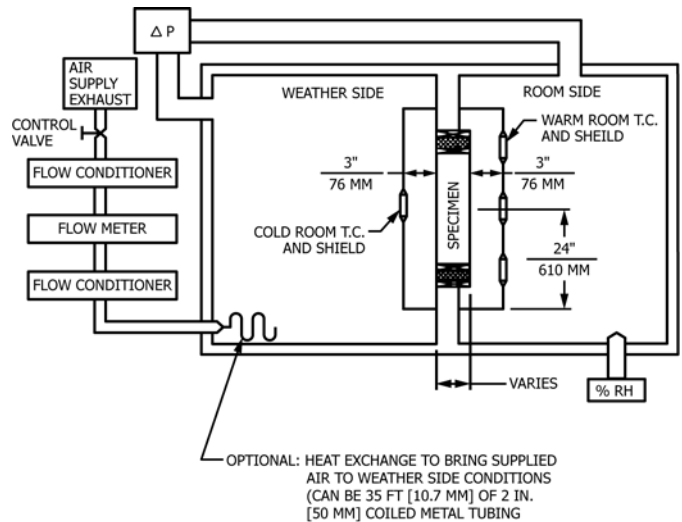 Δ P
AIR
SUPPLY
EXHAUST
CONTROL
VALVE
FLOW CONDITIONER
FLOW METER
FLOW CONDITIONER
WEATHER SIDE
ROOM SIDE
WARM ROOM T.C.
AND SHEILD
3"
76 MM
3"
76 MM
SPECIMEN
COLD ROOM T.C.
AND SHIELD
24"
610 MM
VARIES
% RH
OPTIONAL: HEAT EXCHANGE TO BRING SUPPLIED
AIR TO WEATHER SIDE CONDITIONS
(CAN BE 35 FT [10.7 MM] OF 2 IN.
[50 MM] COILED METAL TUBING